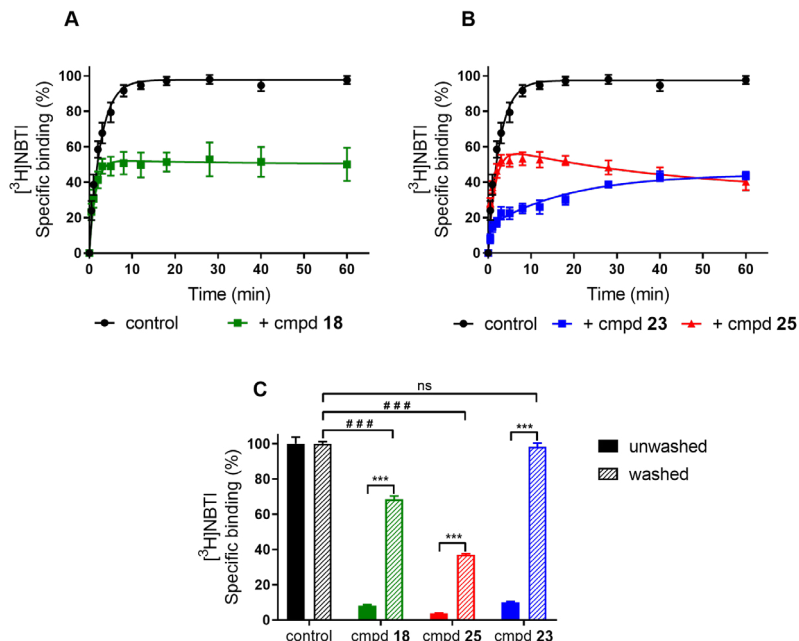 A
[³H]NBTI
Specific binding (%)
100
80
60
40
20
0
0 10 20 30 40 50 60
Time (min)
control + cmpd 18
B
[³H]NBTI
Specific binding (%)
100
80
60
40
20
0
0 10 20 30 40 50 60
Time (min)
control + cmpd 23 + cmpd 25
C
ns
# # #
# # #
***
***
***
[³H]NBTI
Specific binding (%)
100
80
60
40
20
0
control cmpd 18 cmpd 25 cmpd 23
unwashed
washed